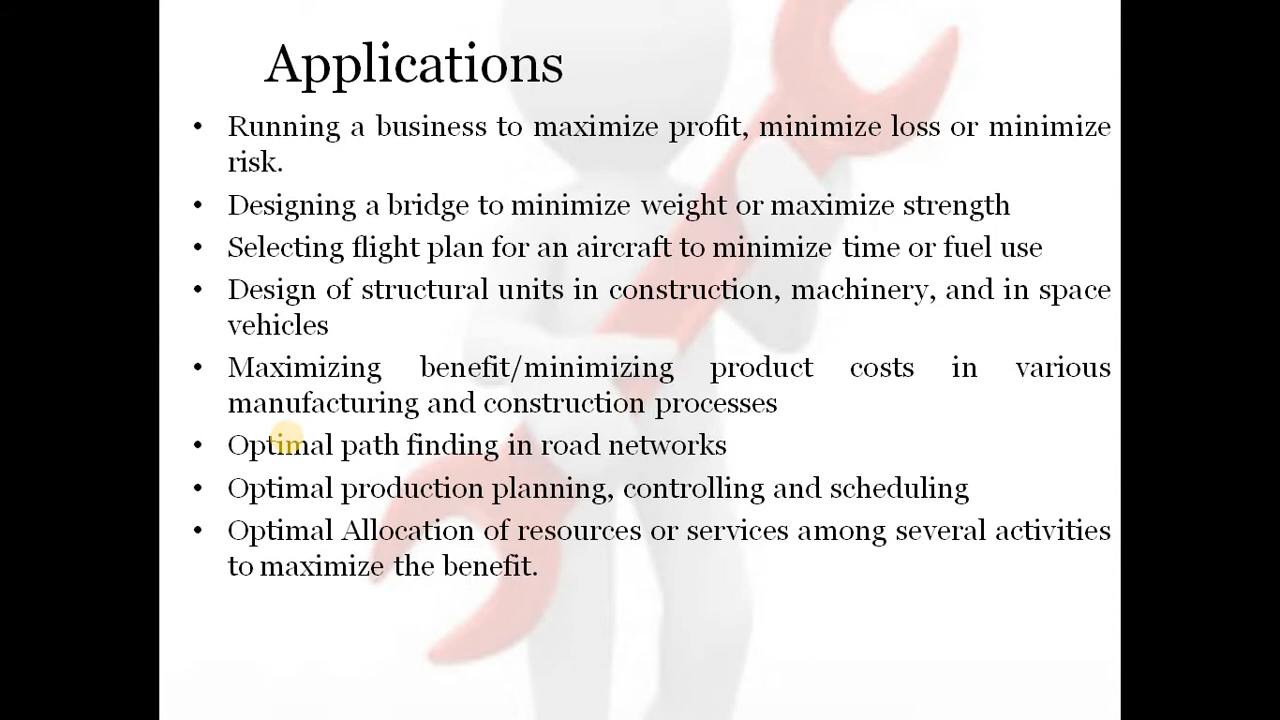 Applications
• Running a business to maximize profit, minimize loss or minimize
risk.
• Designing a bridge to minimize weight or maximize strength
• Selecting flight plan for an aircraft to minimize time or fuel use
• Design of structural units in construction, machinery, and in space
vehicles
• Maximizing benefit/minimizing product costs in various
manufacturing and construction processes
• Optimal path finding in road networks
• Optimal production planning, controlling and scheduling
• Optimal Allocation of resources or services among several activities
to maximize the benefit.